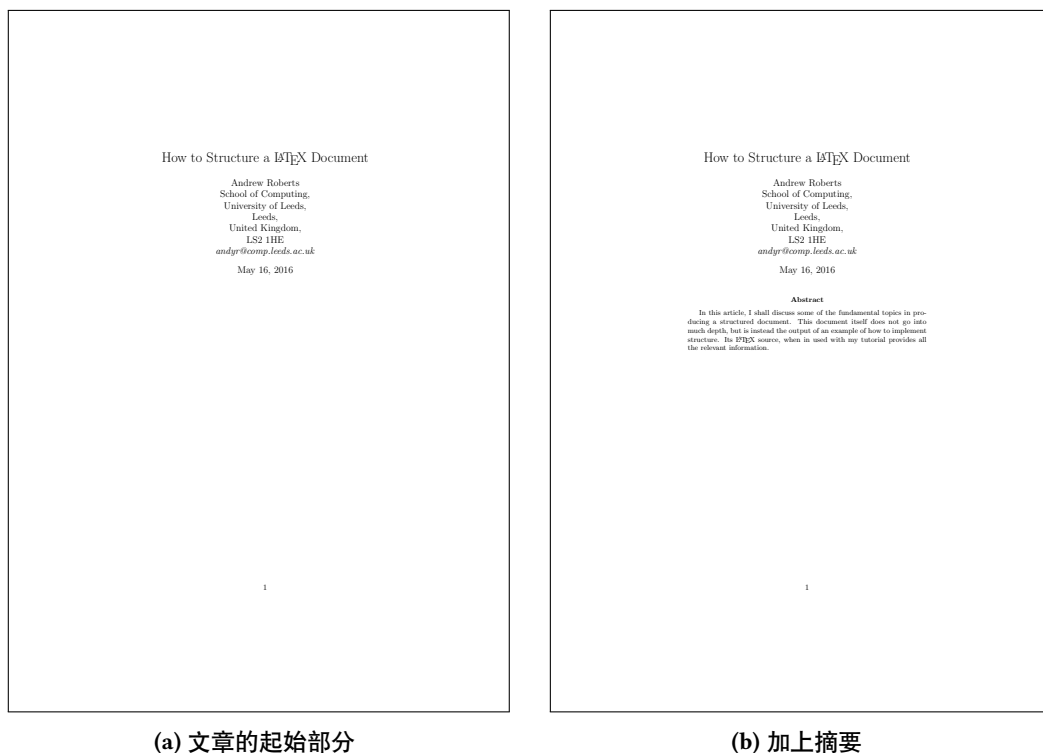 How to Structure a LATEX Document
Andrew Roberts
School of Computing,
University of Leeds,
Leeds,
United Kingdom,
LS2 1HE
andyr@comp.leeds.ac.uk
May 16, 2016
1
(a) 文章的起始部分
How to Structure a LATEX Document
Andrew Roberts
School of Computing,
University of Leeds,
Leeds,
United Kingdom,
LS2 1HE
andyr@comp.leeds.ac.uk
May 16, 2016
Abstract
In this article, I shall discuss some of the fundamental topics in pro-
ducing a structured document. This document itself does not go into
much depth, but is instead the output of an example of how to implement
structure. Its LATEX source, when in used with my tutorial provides all
the relevant information.
1
(b) 加上摘要